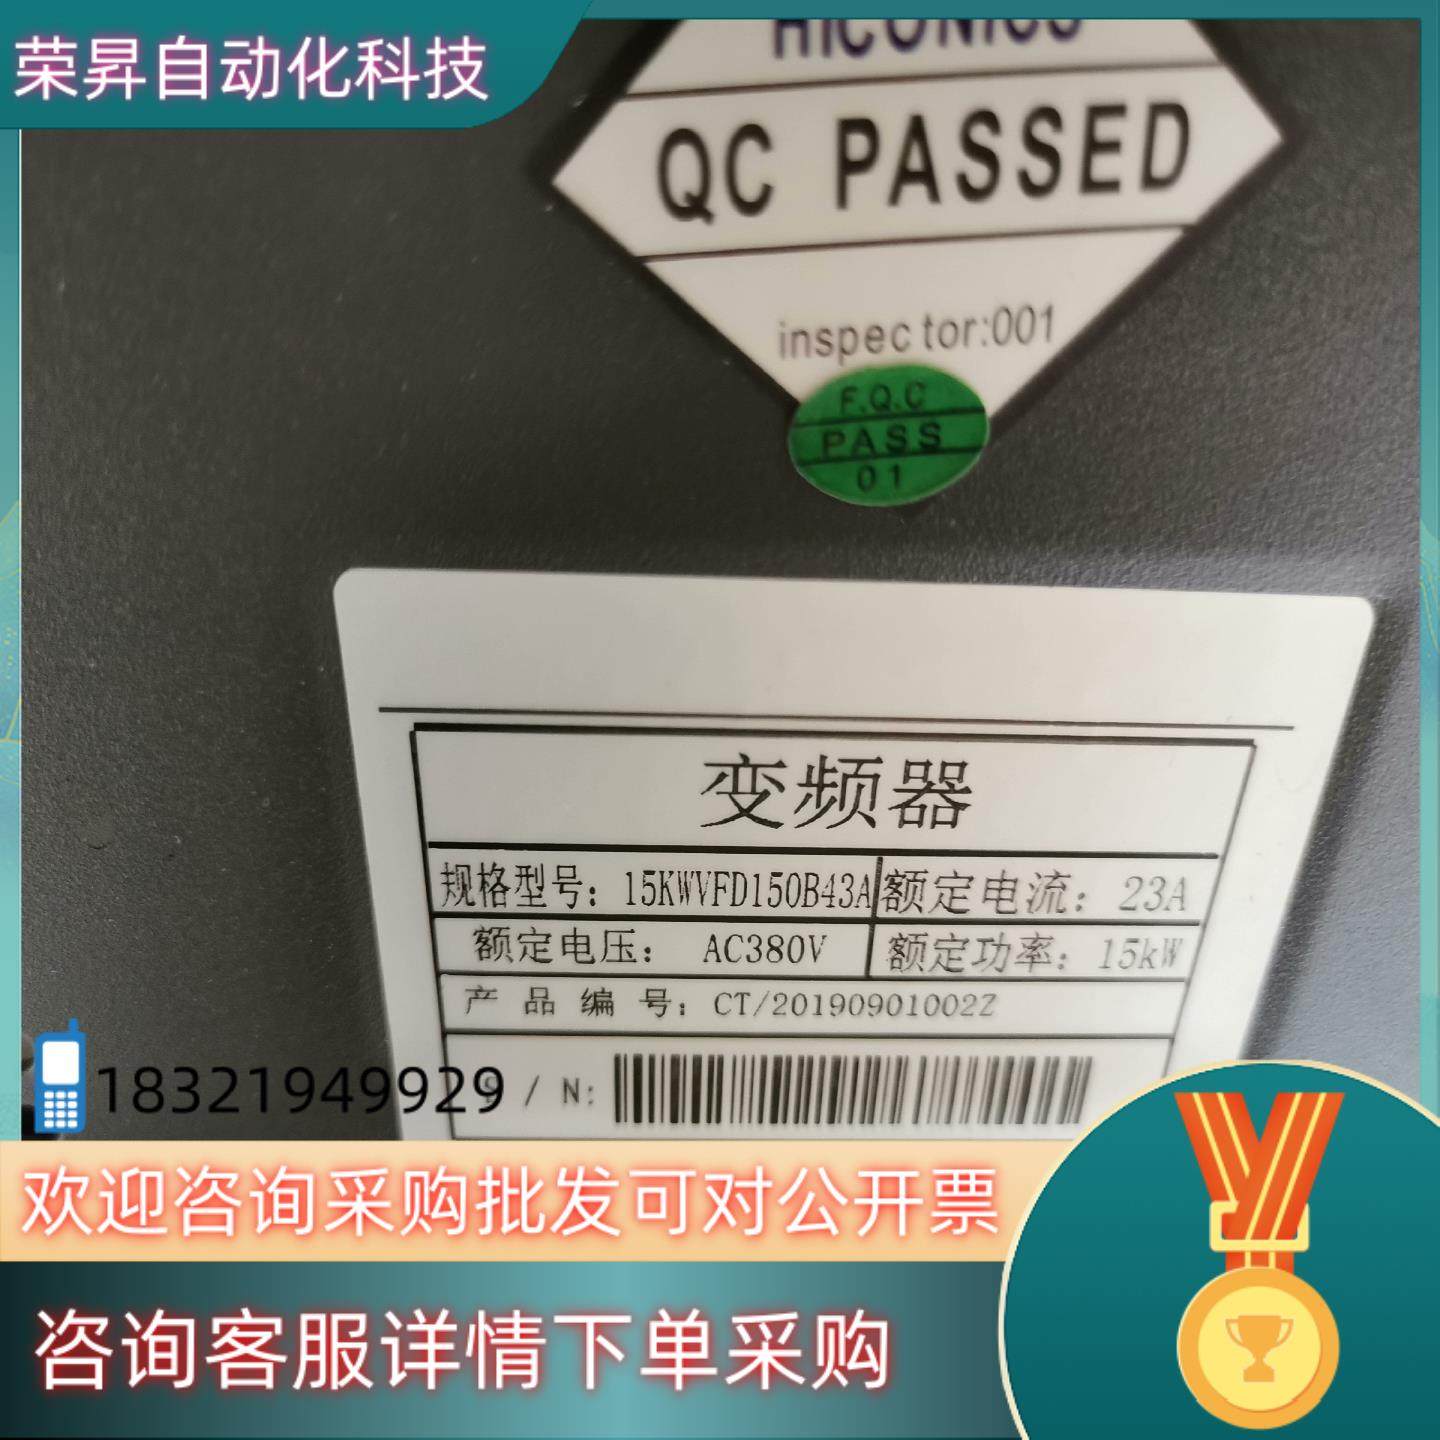 荣昇自动化科技
HICONICS
QC PASSED
inspector:001
F.Q.C
PASS
01
变频器
规格型号：15KWVFD150B43A 额定电流：23A
额定电压：AC380V 额定功率：15kW
产品编号：CT/20190901002Z
/ N:
18321949929
欢迎咨询采购批发可对公开票
咨询客服详情下单采购